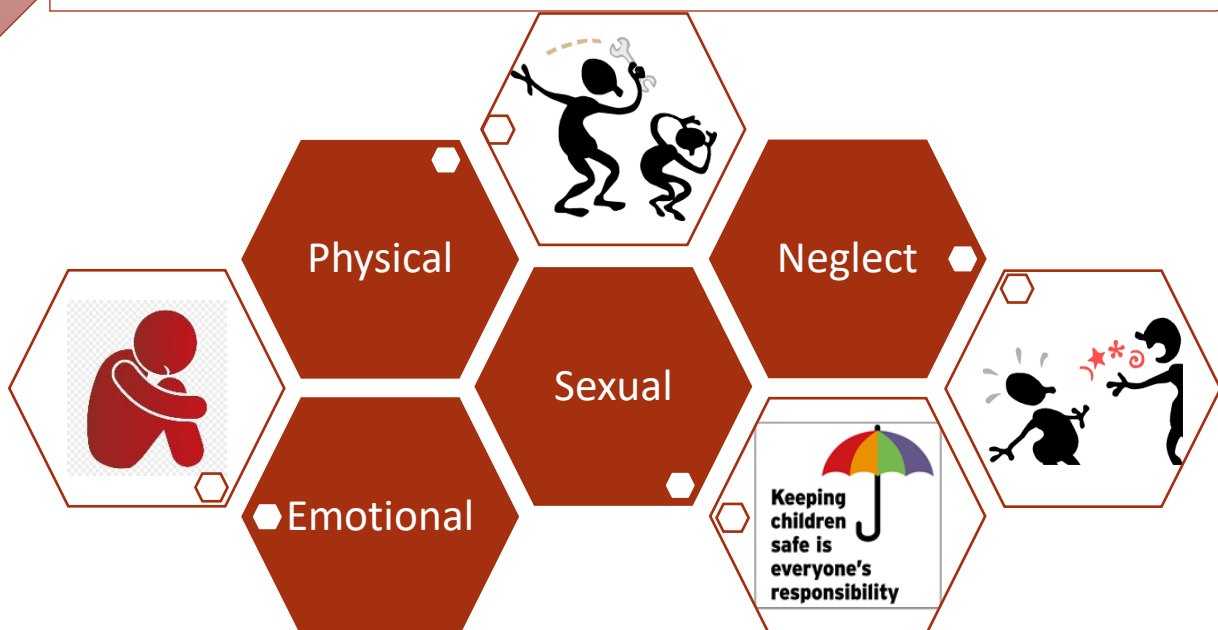 Physical
Neglect
Sexual
Emotional
Keeping
children
safe is
everyone's
responsibility